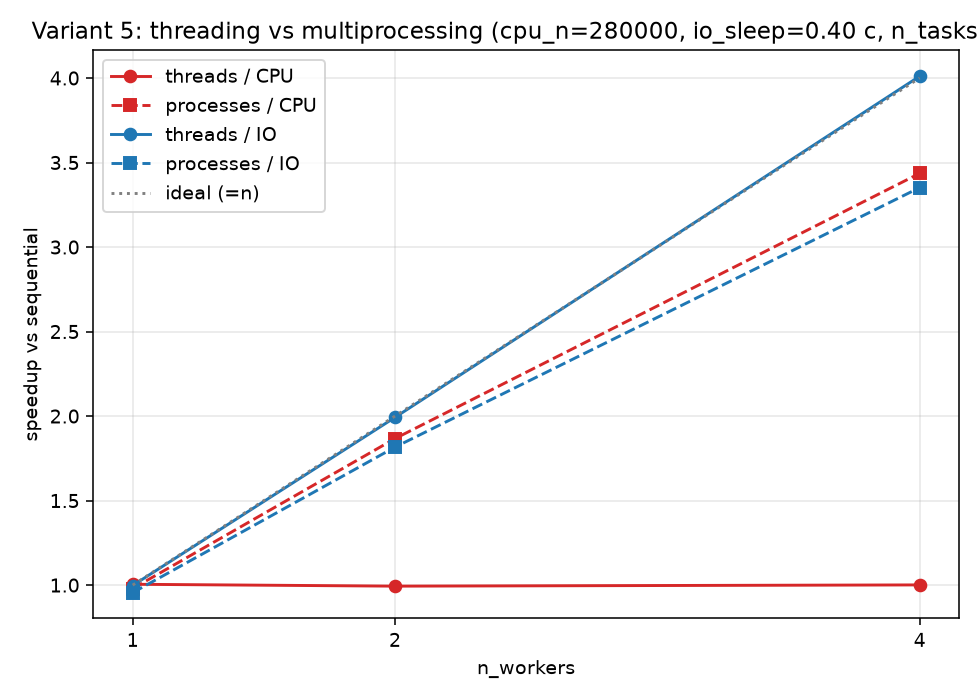 Variant 5: threading vs multiprocessing (cpu_n=280000, io_sleep=0.40 c, n_tasks
threads / CPU
processes / CPU
threads / IO
processes / IO
ideal (=n)
speedup vs sequential
4.0
3.5
3.0
2.5
2.0
1.5
1.0
1
2
4
n_workers